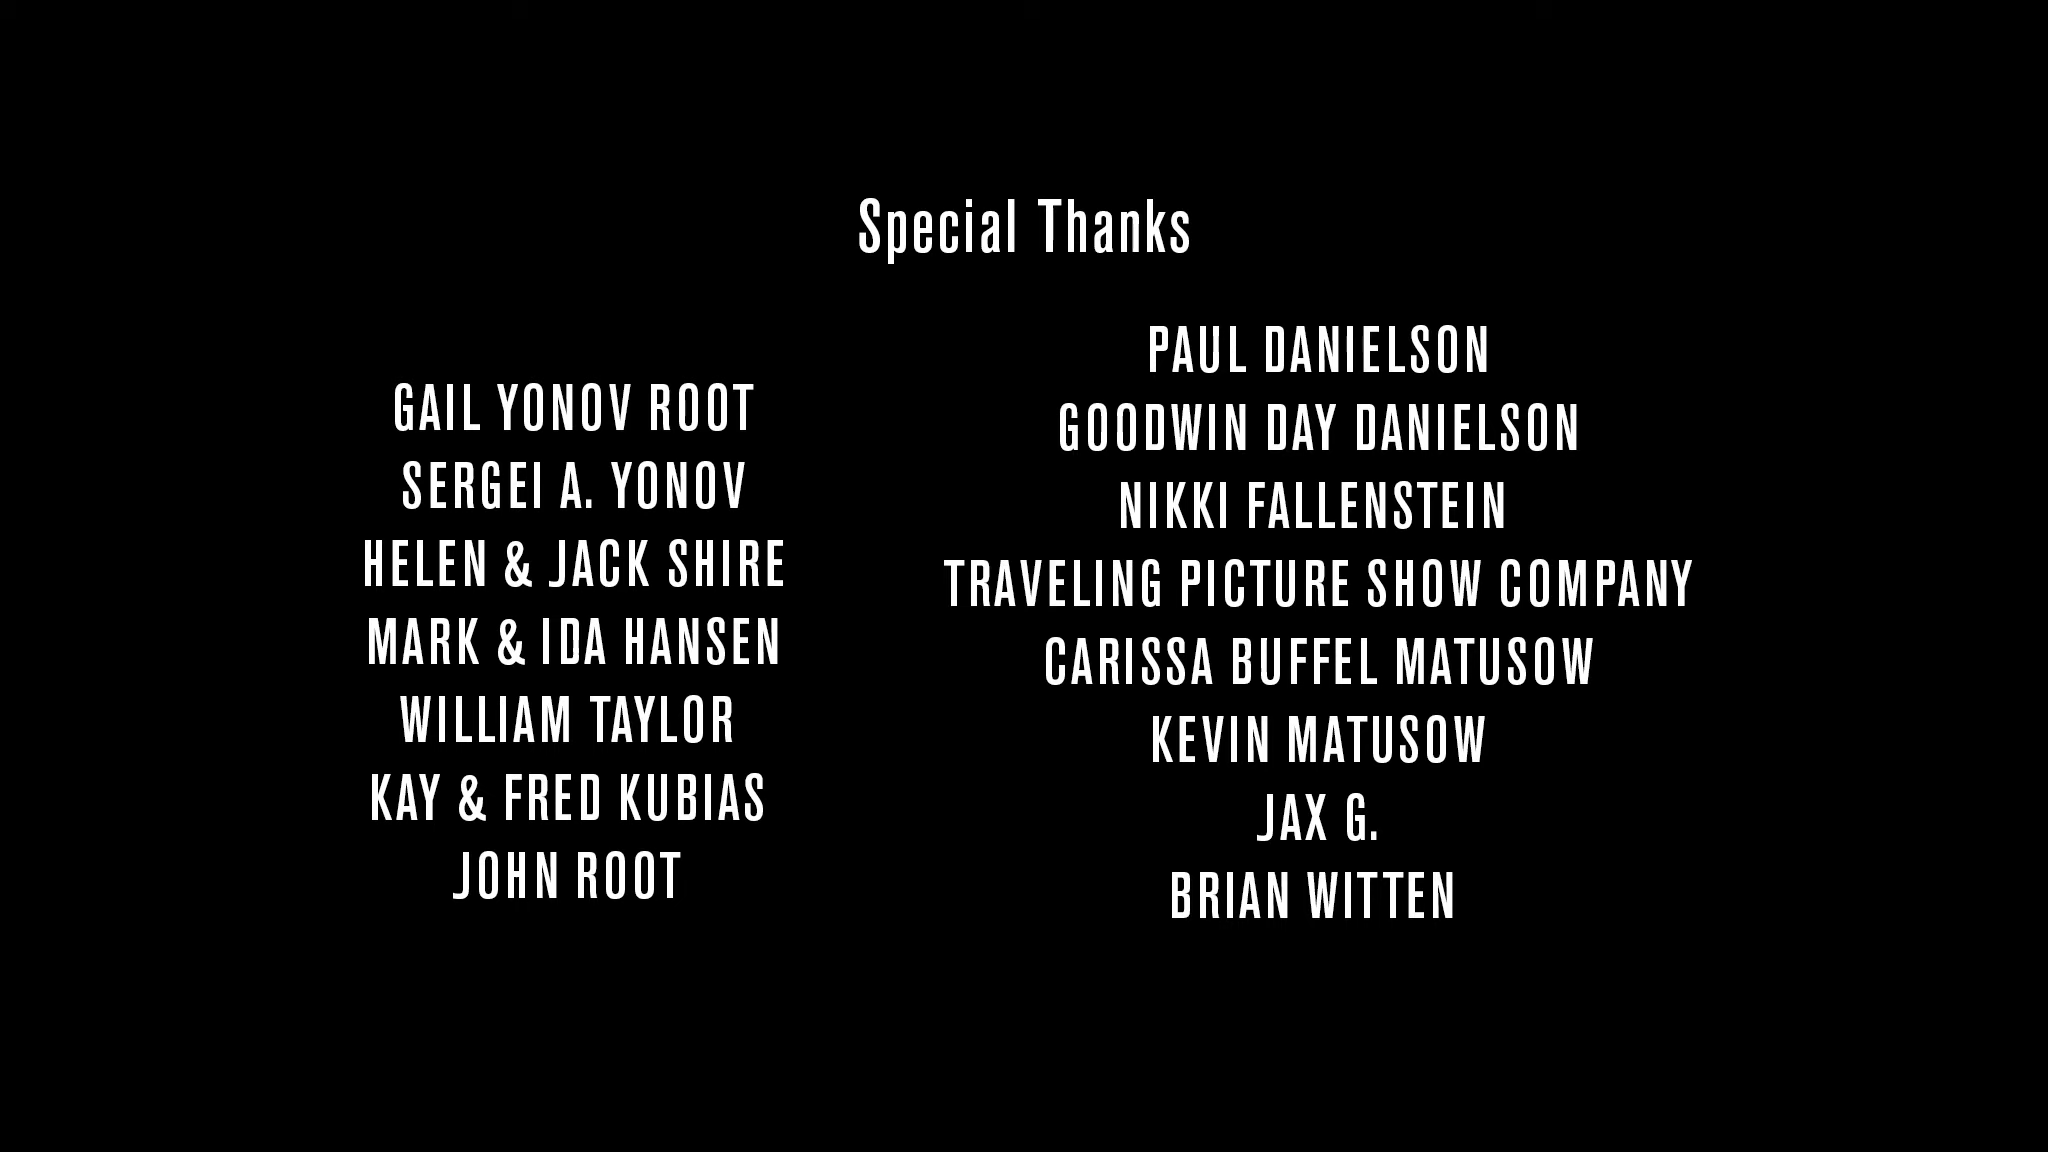 Special Thanks
GAIL YONOV ROOT
SERGEI A. YONOV
HELEN & JACK SHIRE
MARK & IDA HANSEN
WILLIAM TAYLOR
KAY & FRED KUBIAS
JOHN ROOT
PAUL DANIELSON
GOODWIN DAY DANIELSON
NIKKI FALLENSTEIN
TRAVELING PICTURE SHOW COMPANY
CARISSA BUFFEL MATUSOW
KEVIN MATUSOW
JAX G.
BRIAN WITTEN